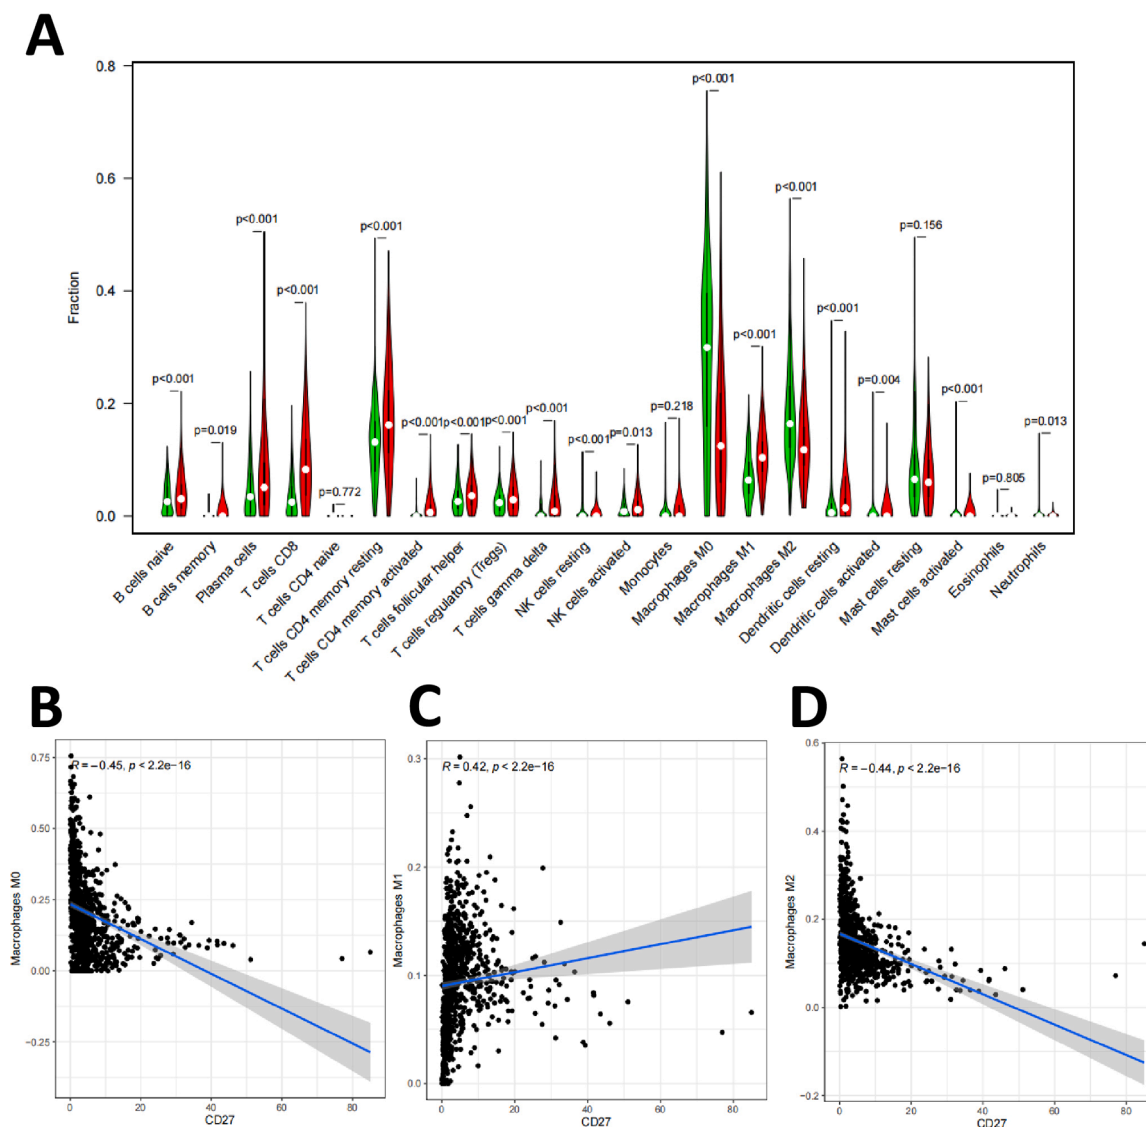 A
0.8
0.6
0.4
0.2
0.0
Fraction
p<0.001
p=0.019
p<0.001
p<0.001
p=0.772
p<0.001
p<0.001
p<0.001
p<0.001
p<0.001
p<0.001
p=0.013
p=0.218
p<0.001
p<0.001
p<0.001
p<0.001
p=0.004
p=0.156
p<0.001
p=0.805
p=0.013
B cells naive
B cells memory
Plasma cells
T cells CD8
T cells CD4 naive
T cells CD4 memory resting
T cells CD4 memory activated
T cells follicular helper
T cells regulatory (Tregs)
T cells gamma delta
NK cells resting
NK cells activated
Monocytes
Macrophages M0
Macrophages M1
Macrophages M2
Dendritic cells resting
Dendritic cells activated
Mast cells resting
Mast cells activated
Eosinophils
Neutrophils
B
R = −0.45, p < 2.2e−16
0.75
0.50
0.25
0.00
−0.25
Macrophages M0
0 20 40 60 80
CD27
C
R = 0.42, p < 2.2e−16
0.3
0.2
0.1
0.0
Macrophages M1
0 20 40 60 80
CD27
D
R = −0.44, p < 2.2e−16
0.6
0.4
0.2
0.0
−0.2
Macrophages M2
0 20 40 60 80
CD27